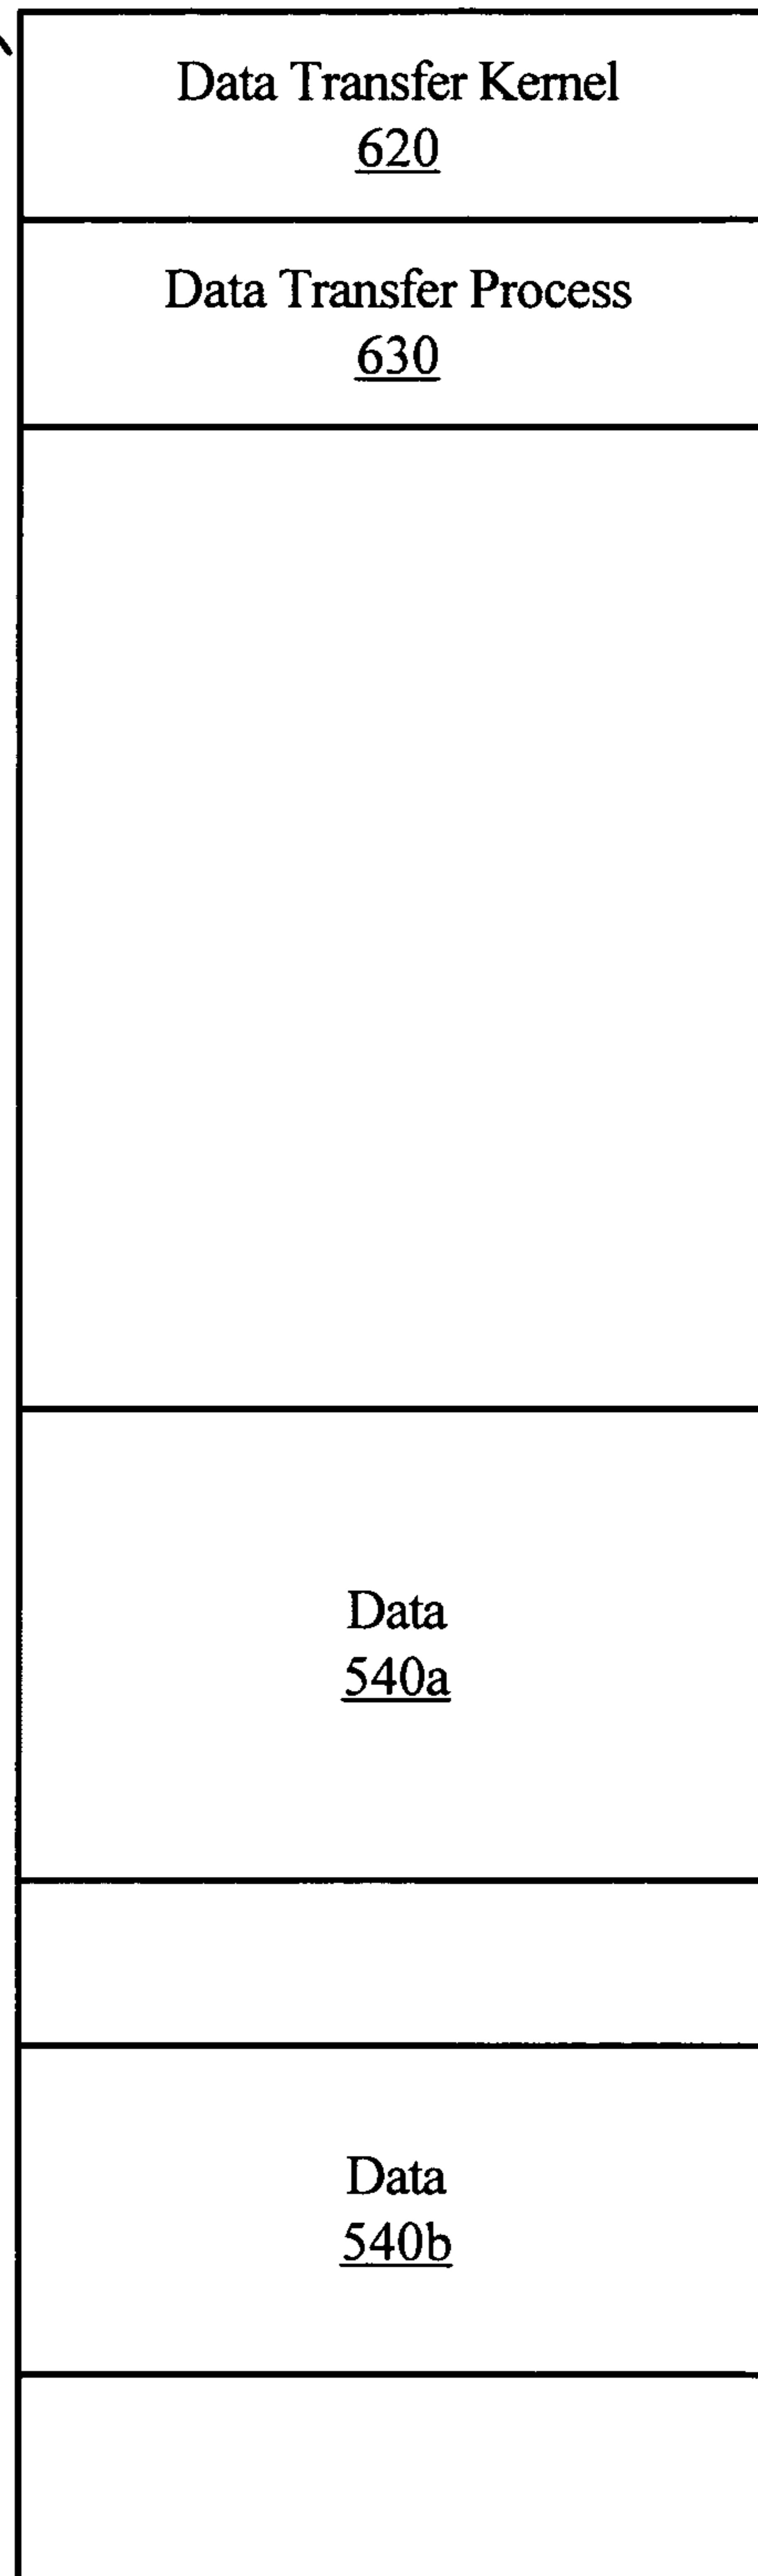 Data Transfer Kernel
620
Data Transfer Process
630
Data
540a
Data
540b